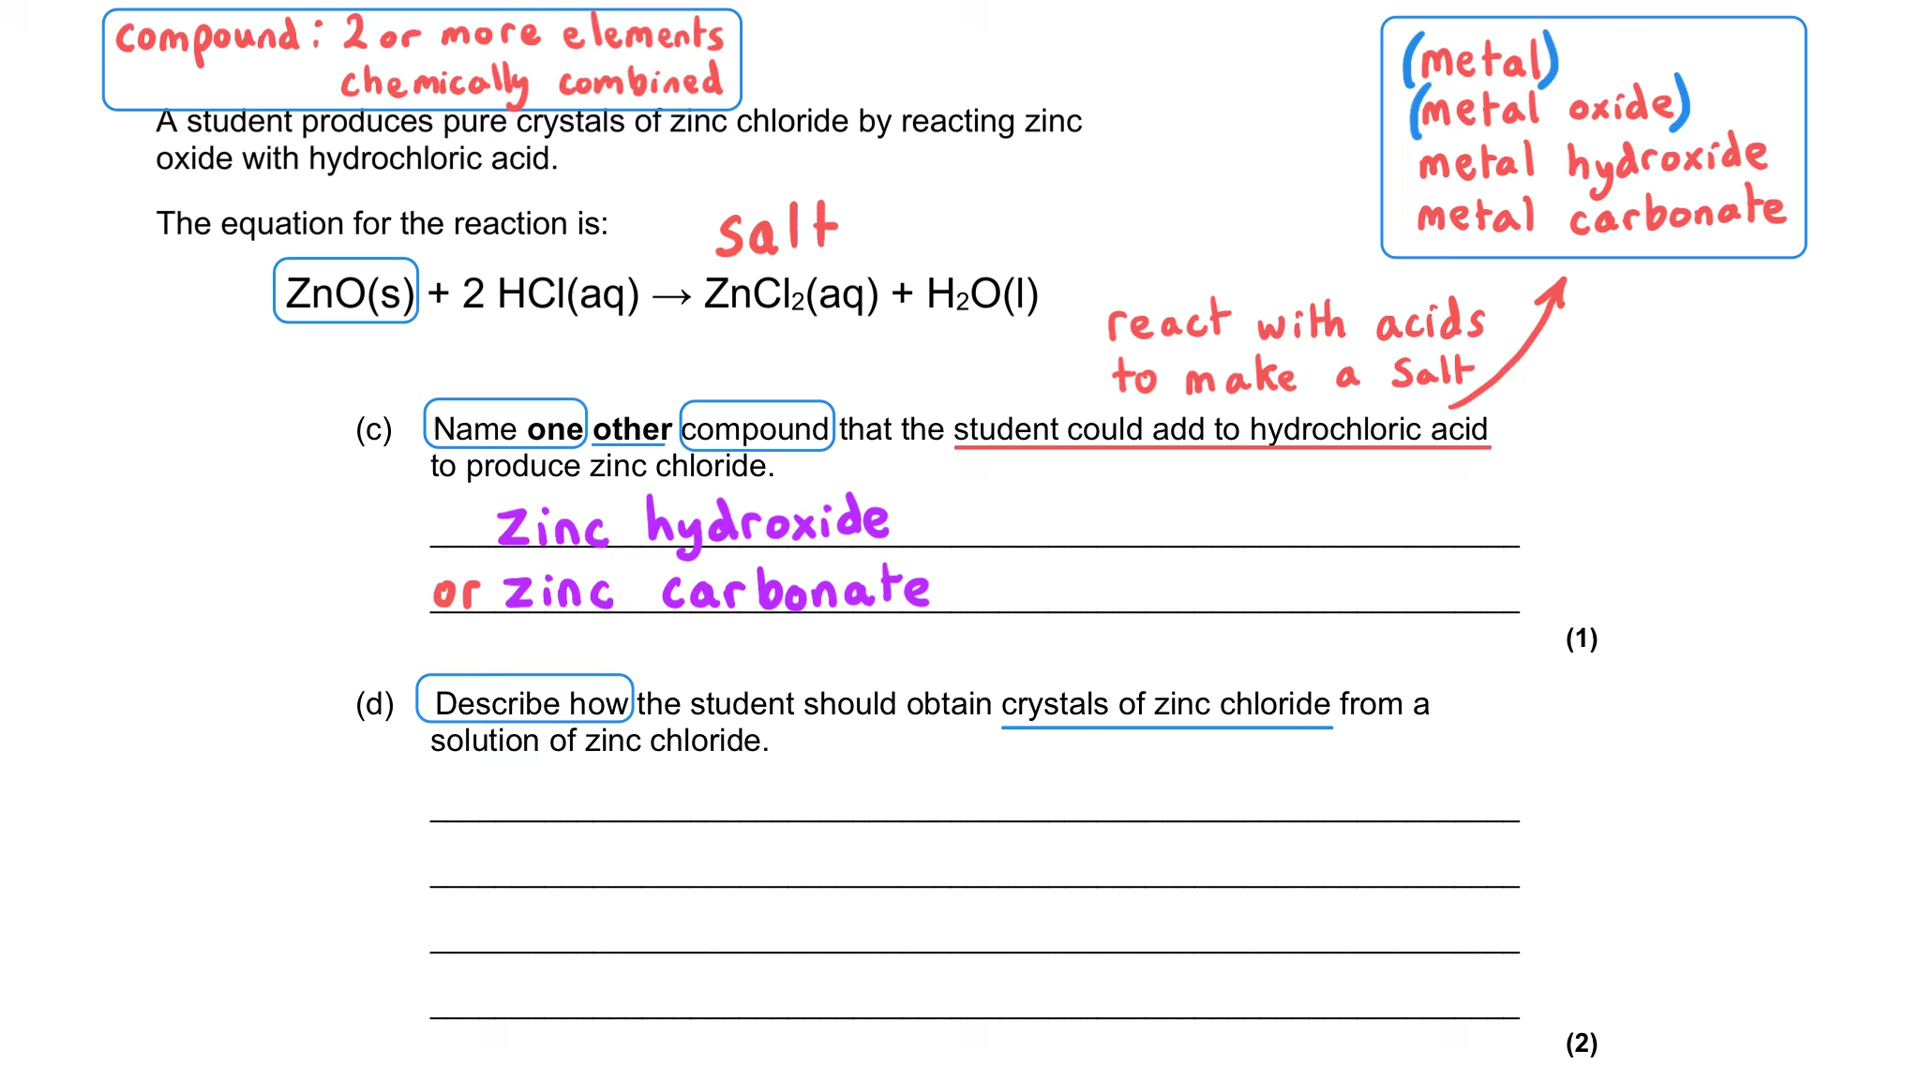 compound: 2 or more elements
chemically combined
(metal)
(metal oxide)
metal hydroxide
metal carbonate
A student produces pure crystals of zinc chloride by reacting zinc
oxide with hydrochloric acid.
The equation for the reaction is:
salt
ZnO(s) + 2 HCl(aq) → ZnCl₂(aq) + H₂O(l)
react with acids
to make a salt
(c) Name one other compound that the student could add to hydrochloric acid
to produce zinc chloride.
zinc hydroxide
or zinc carbonate
(1)
(d) Describe how the student should obtain crystals of zinc chloride from a
solution of zinc chloride.
(2)